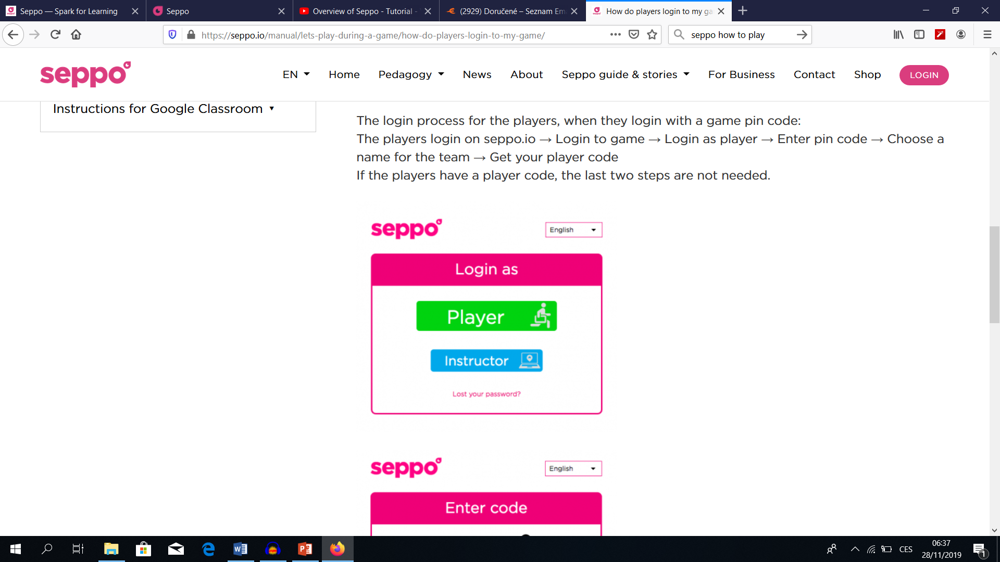 Seppo — Spark for Learning
Seppo
Overview of Seppo - Tutorial -
(2929) Doručené – Seznam Em
How do players login to my ga
https://seppo.io/manual/lets-play-during-a-game/how-do-players-login-to-my-game/
seppo how to play
seppo
EN
Home
Pedagogy
News
About
Seppo guide & stories
For Business
Contact
Shop
LOGIN
Instructions for Google Classroom
The login process for the players, when they login with a game pin code:
The players login on seppo.io → Login to game → Login as player → Enter pin code → Choose a
name for the team → Get your player code
If the players have a player code, the last two steps are not needed.
seppo
English
Login as
Player
Instructor
Lost your password?
seppo
English
Enter code
CES
06:37
28/11/2019
1